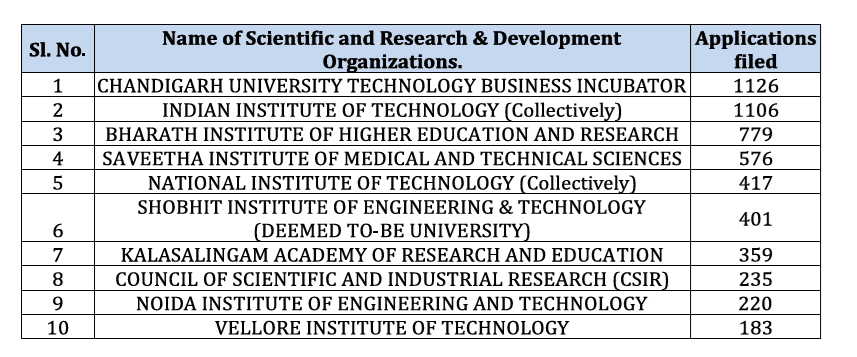 Sl. No. Name of Scientific and Research & Development Organizations. Applications filed
1 CHANDIGARH UNIVERSITY TECHNOLOGY BUSINESS INCUBATOR 1126
2 INDIAN INSTITUTE OF TECHNOLOGY (Collectively) 1106
3 BHARATH INSTITUTE OF HIGHER EDUCATION AND RESEARCH 779
4 SAVEETHA INSTITUTE OF MEDICAL AND TECHNICAL SCIENCES 576
5 NATIONAL INSTITUTE OF TECHNOLOGY (Collectively) 417
6 SHOBHIT INSTITUTE OF ENGINEERING & TECHNOLOGY (DEEMED TO-BE UNIVERSITY) 401
7 KALASALINGAM ACADEMY OF RESEARCH AND EDUCATION 359
8 COUNCIL OF SCIENTIFIC AND INDUSTRIAL RESEARCH (CSIR) 235
9 NOIDA INSTITUTE OF ENGINEERING AND TECHNOLOGY 220
10 VELLORE INSTITUTE OF TECHNOLOGY 183